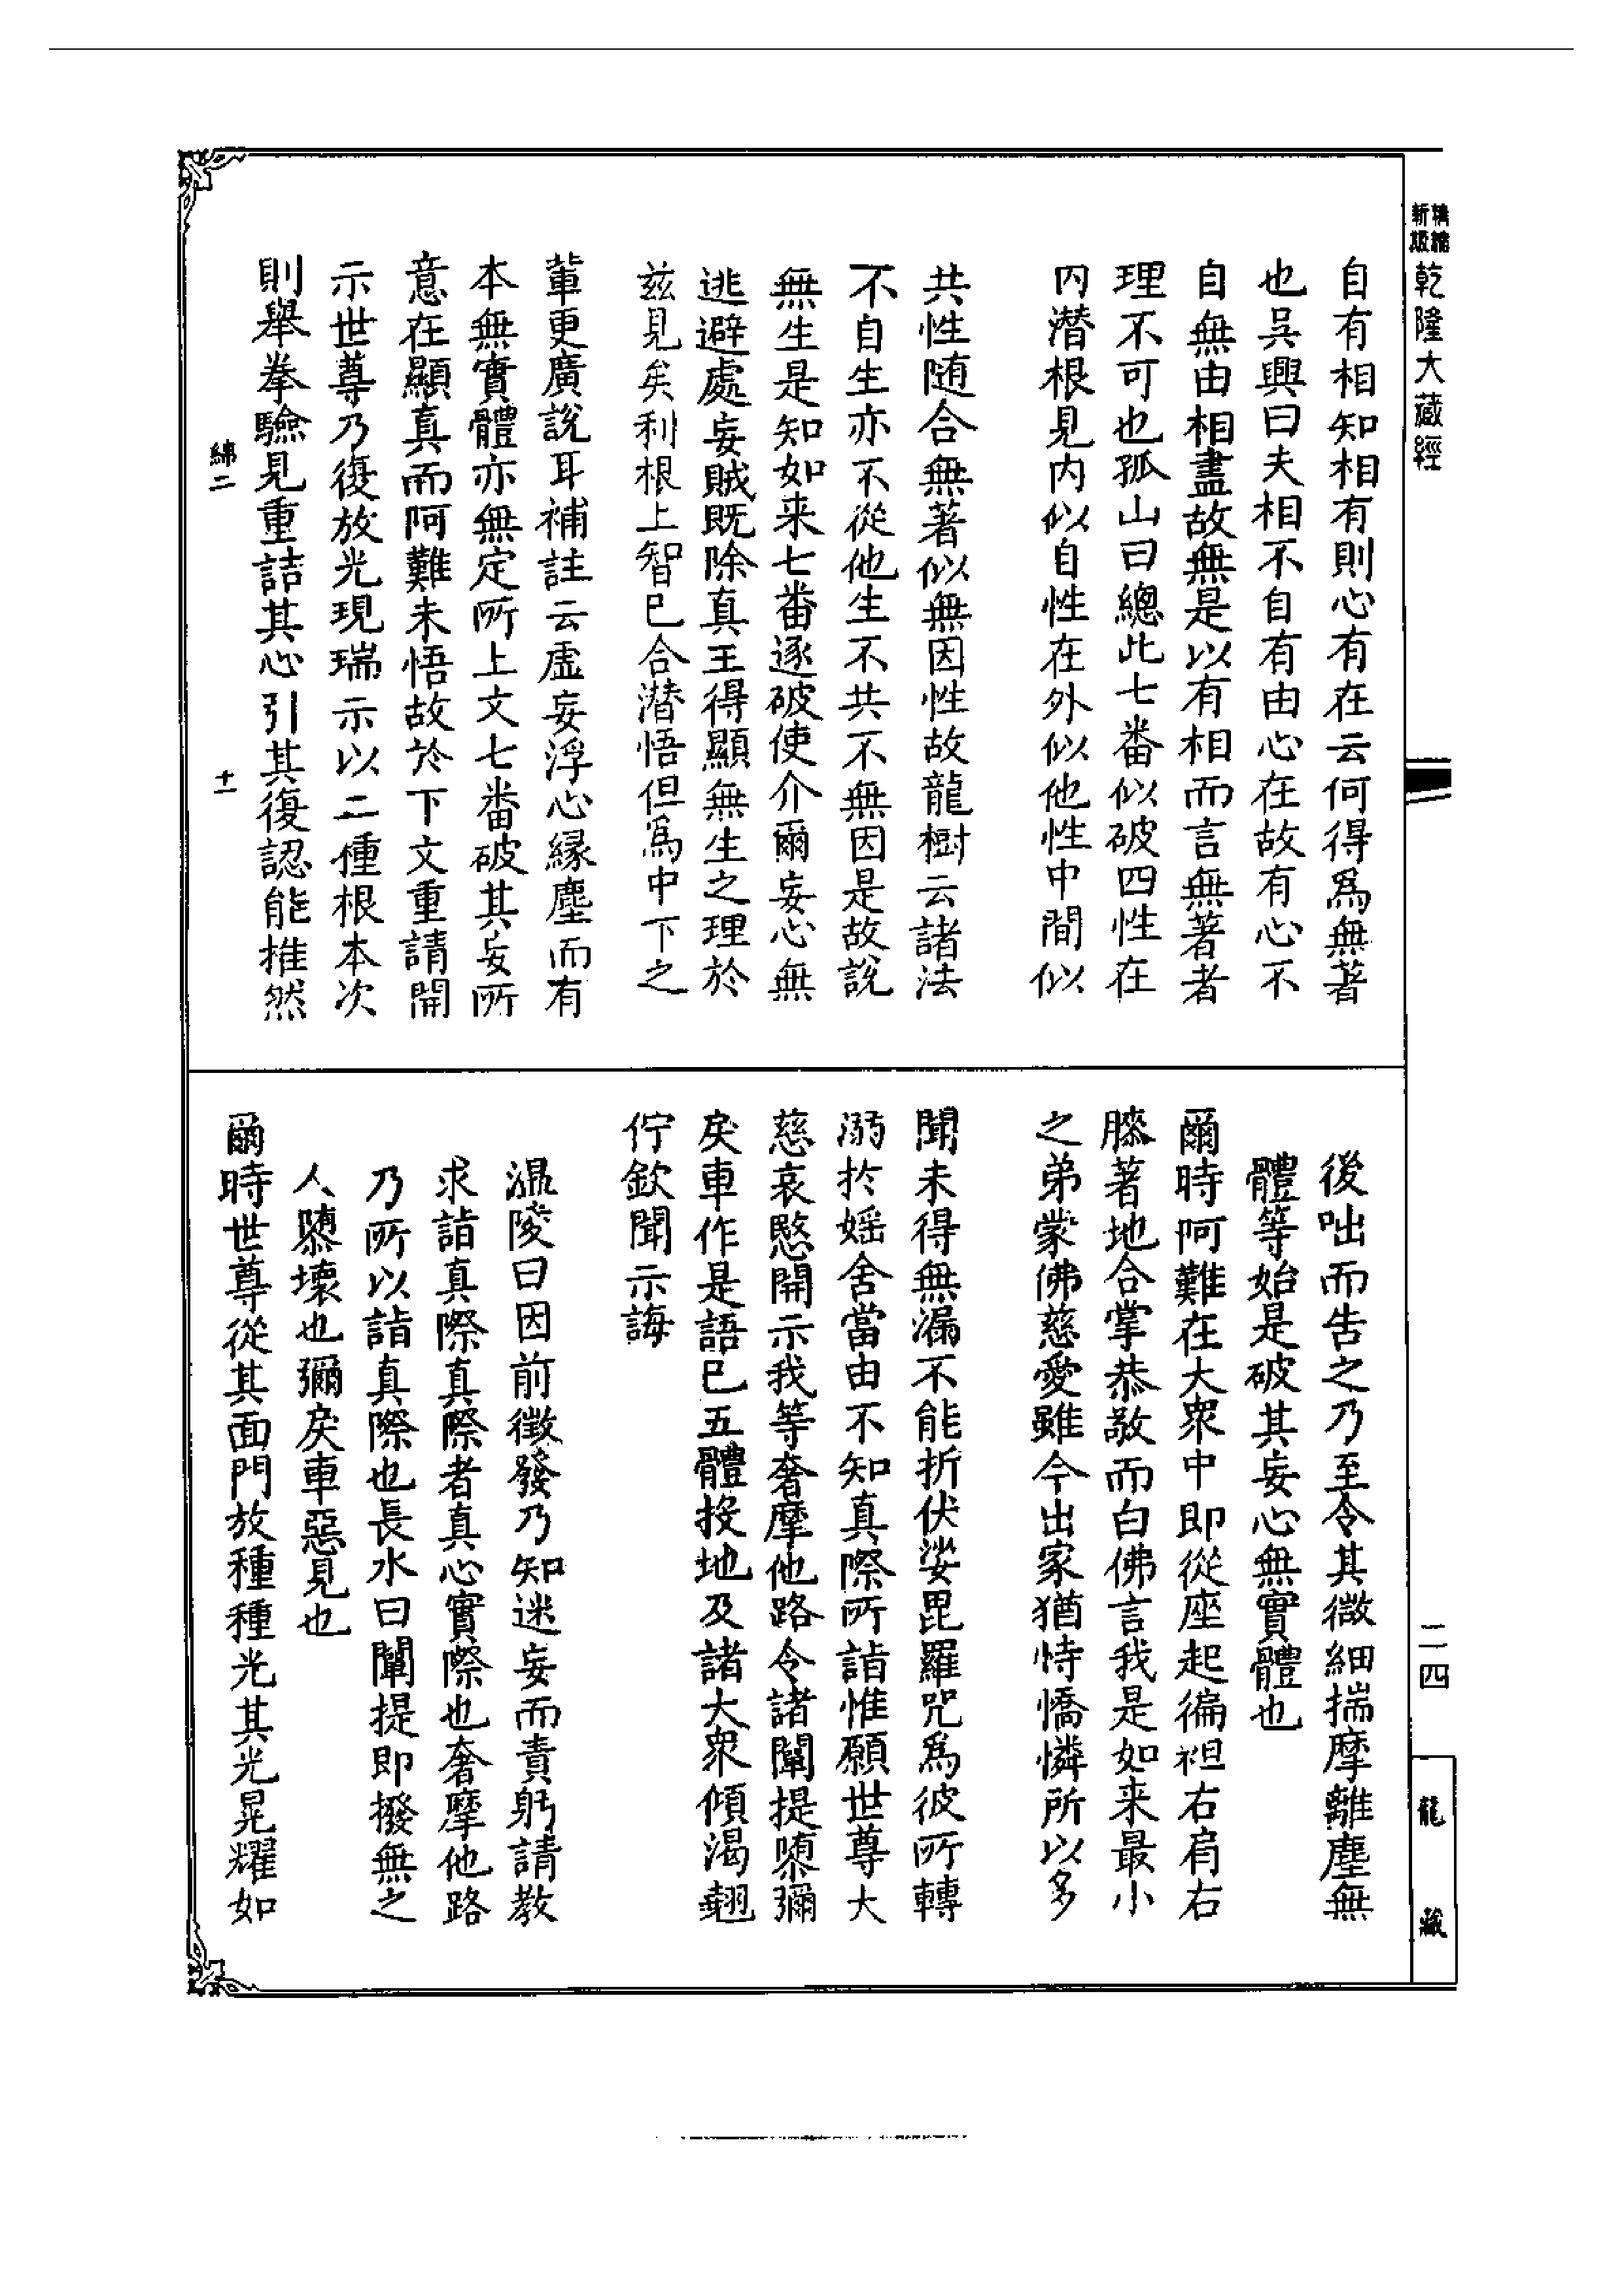 精縮
新版
乾隆大藏經
自有相知相有則心有在云何得爲無著
也吳興曰夫相不自有由心在故有心不
自無由相盡故無是以有相而言無著者
理不可也孤山曰總此七番似破四性在
内潜根見内似自性在外似他性中間似
共性随合無著似無因性故龍樹云諸法
不自生亦不從他生不共不無因是故說
無生是知如来七番逐破使介爾妄心無
逃避處妄賊既除真王得顯無生之理於
兹見矣利根上智已合潜悟但爲中下之
輩更廣說耳補註云虛妄浮心緣塵而有
本無實體亦無定所上文七番破其妄所
意在顯真而阿難未悟故於下文重請開
示世尊乃復放光現瑞示以二種根本次
則舉拳驗見重詰其心引其復認能推然
綿二
十一
後咄而告之乃至令其微細揣摩離塵無
體等始是破其妄心無實體也
爾時阿難在大衆中即從座起徧袒右肩右
膝著地合掌恭敬而白佛言我是如来最小
之弟蒙佛慈愛雖今出家猶恃憍憐所以多
聞未得無漏不能折伏娑毘羅咒爲彼所轉
溺於婬舍當由不知真際所詣惟願世尊大
慈哀愍開示我等奢摩他路令諸闡提隳彌
戾車作是語已五體投地及諸大衆傾渴翹
佇欽聞示誨
温陵曰因前徵發乃知迷妄而責躬請教
求詣真際真際者真心實際也奢摩他路
乃所以詣真際也長水曰闡提即撥無之
人隳壞也彌戾車惡見也
爾時世尊從其面門放種種光其光晃耀如
二四
龍藏